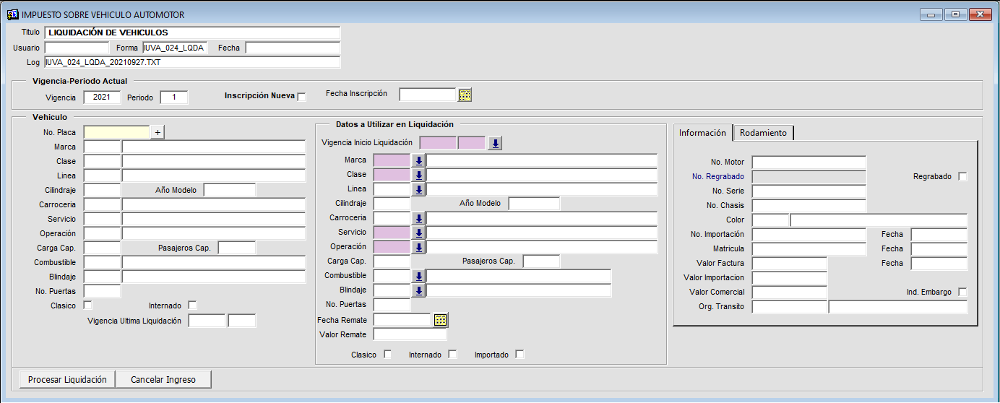 IMPUESTO SOBRE VEHICULO AUTOMOTOR
Titulo LIQUIDACIÓN DE VEHICULOS
Usuario Forma IUVA_024_LQDA Fecha
Log IUVA_024_LQDA_20210927.TXT
Vigencia-Periodo Actual
Vigencia 2021 Periodo 1 Inscripción Nueva Fecha Inscripción
Vehiculo
No. Placa +
Marca
Clase
Linea
Cilindraje Año Modelo
Carroceria
Servicio
Operación
Carga Cap. Pasajeros Cap.
Combustible
Blindaje
No. Puertas
Clasico Internado
Vigencia Ultima Liquidación
Datos a Utilizar en Liquidación
Vigencia Inicio Liquidación
Marca
Clase
Linea
Cilindraje Año Modelo
Carroceria
Servicio
Operación
Carga Cap. Pasajeros Cap.
Combustible
Blindaje
No. Puertas
Fecha Remate
Valor Remate
Clasico Internado Importado
Información Rodamiento
No. Motor
No. Regrabado Regrabado
No. Serie
No. Chasis
Color
No. Importación Fecha
Matricula Fecha
Valor Factura Fecha
Valor Importacion
Valor Comercial Ind. Embargo
Org. Transito
Procesar Liquidación Cancelar Ingreso